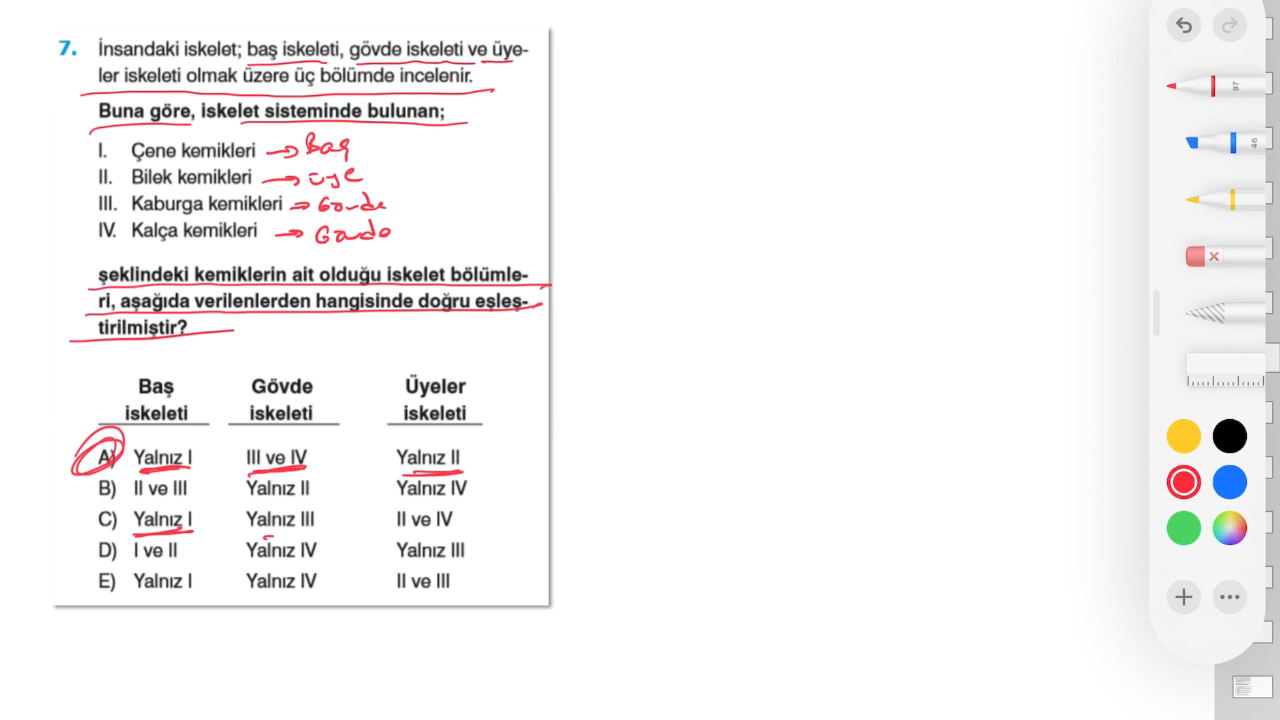 7. İnsandaki iskelet; baş iskeleti, gövde iskeleti ve üye-
ler iskeleti olmak üzere üç bölümde incelenir.
Buna göre, iskelet sisteminde bulunan;
I. Çene kemikleri → Baş
II. Bilek kemikleri → üye
III. Kaburga kemikleri → Gövde
IV. Kalça kemikleri → Gövde
şeklindeki kemiklerin ait olduğu iskelet bölümle-
ri, aşağıda verilenlerden hangisinde doğru eşleş-
tirilmiştir?
Baş iskeleti Gövde iskeleti Üyeler iskeleti
A) Yalnız I III ve IV Yalnız II
B) II ve III Yalnız II Yalnız IV
C) Yalnız I Yalnız III II ve IV
D) I ve II Yalnız IV Yalnız III
E) Yalnız I Yalnız IV II ve III
97
46